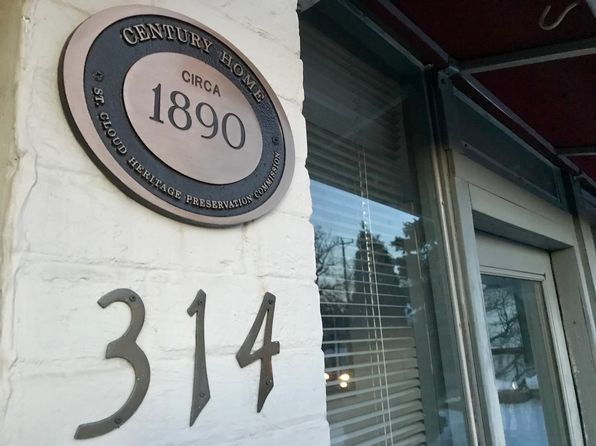 CENTURY HOME
CIRCA
1890
ST. CLOUD HERITAGE PRESERVATION COMMISSION
314